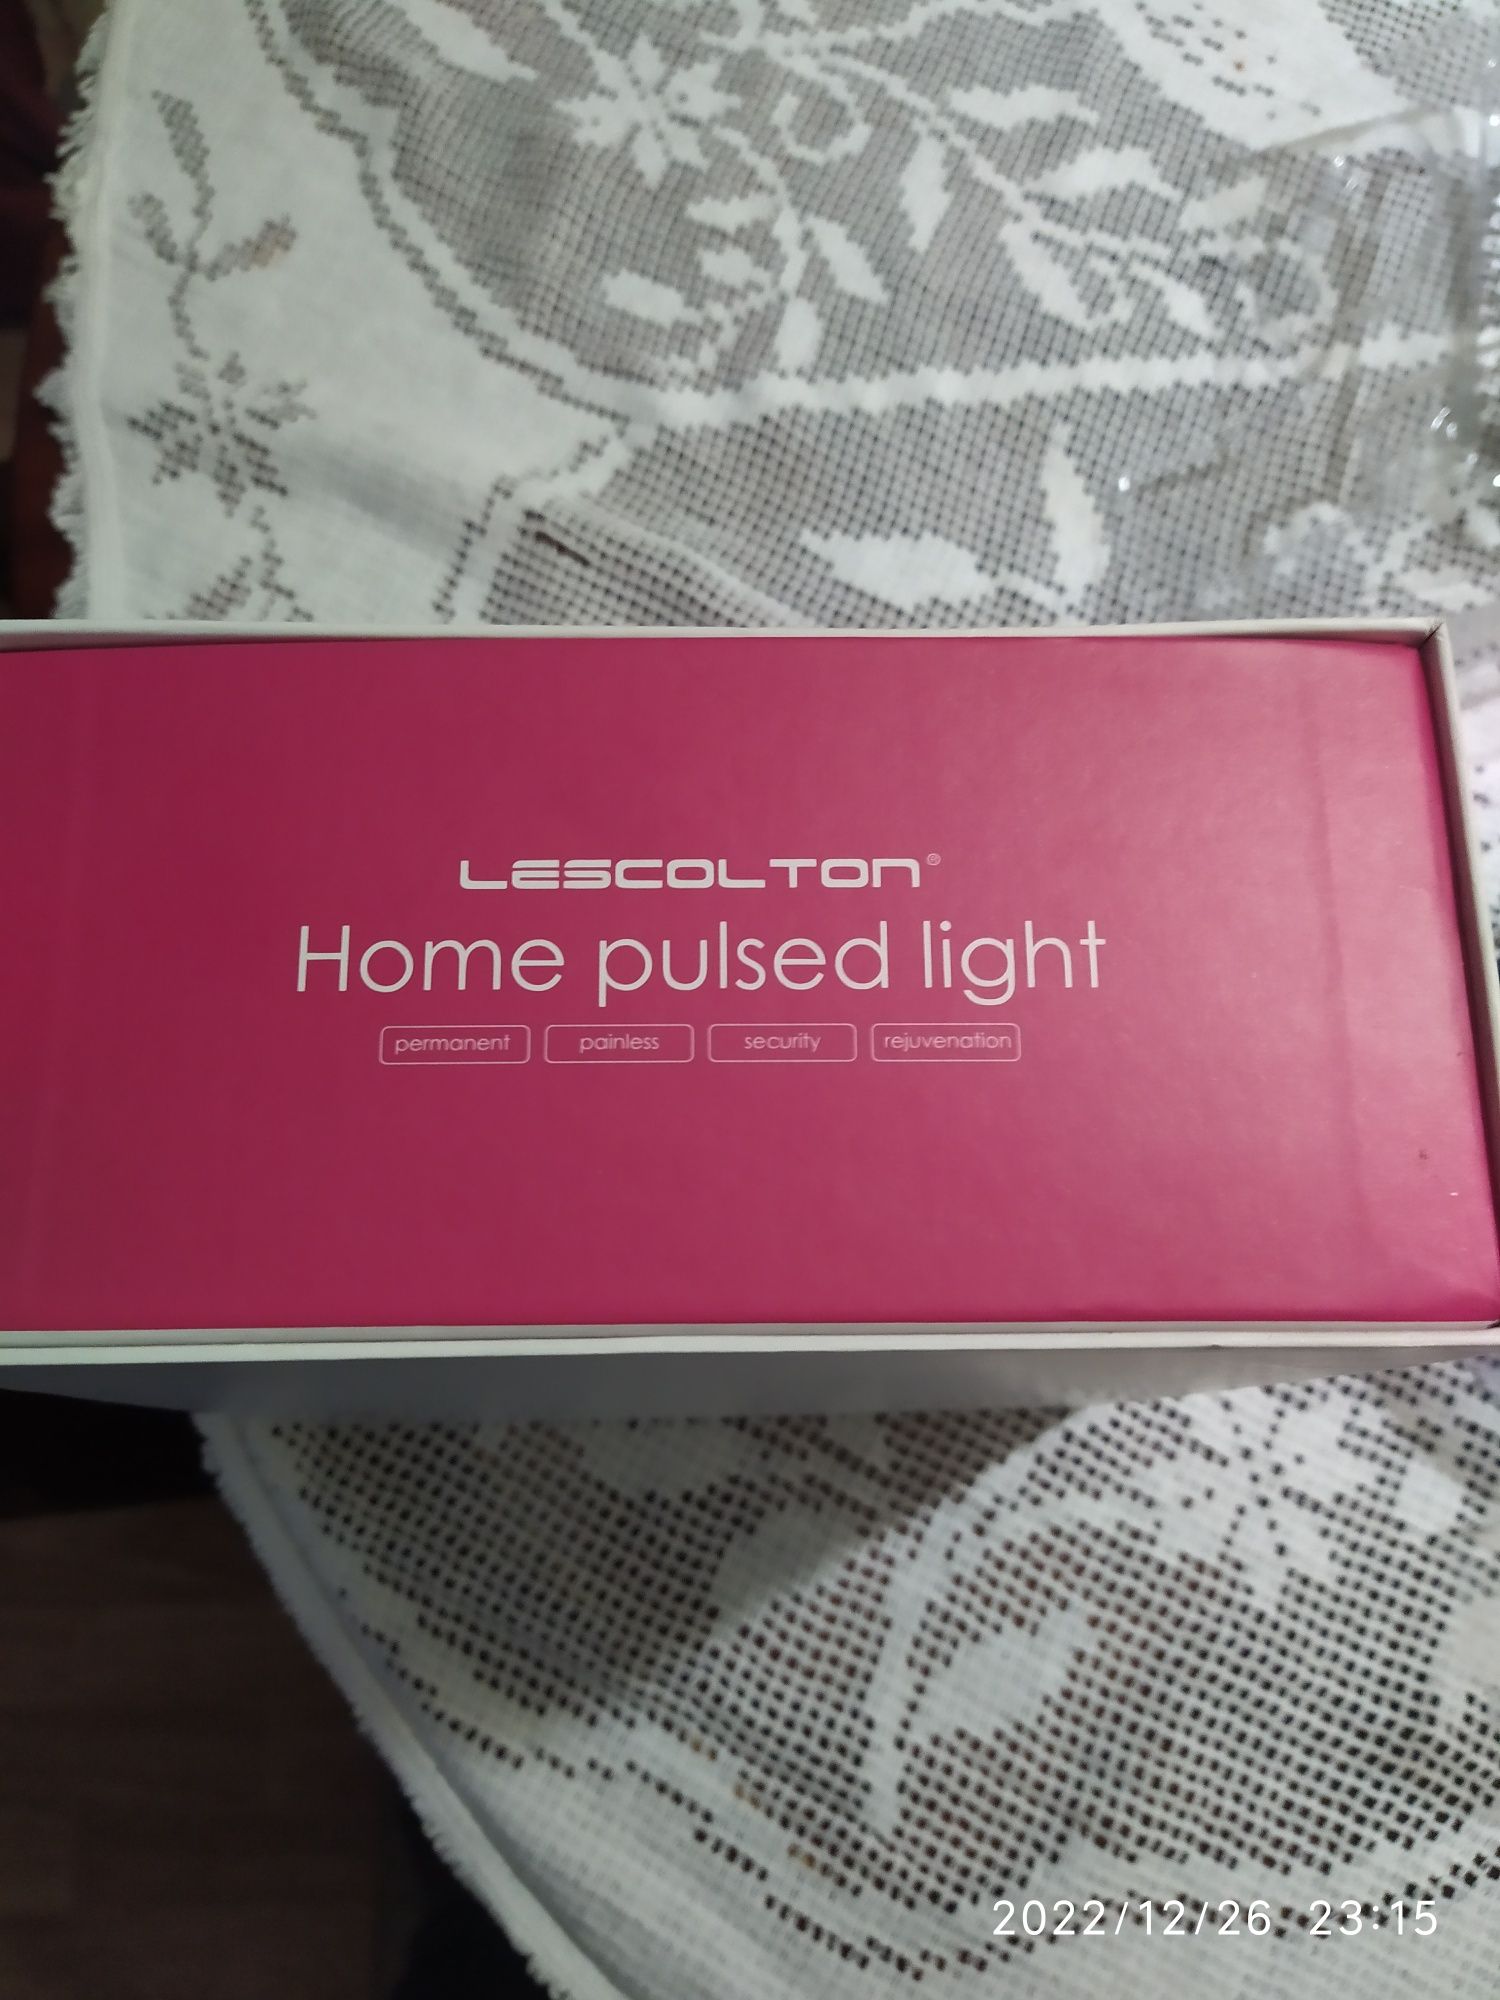 LESCOLTON®
Home pulsed light
permanent painless security rejuvenation
2022/12/26 23:15